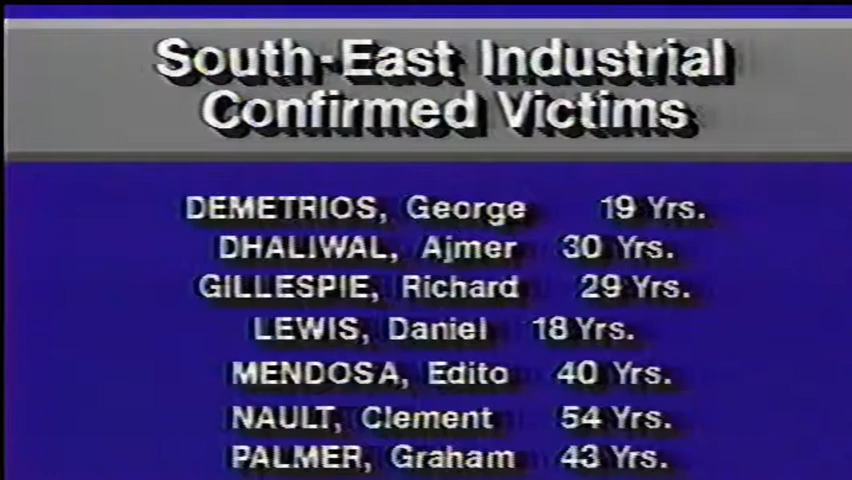 South-East Industrial
Confirmed Victims
DEMETRIOS, George 19 Yrs.
DHALIWAL, Ajmer 30 Yrs.
GILLESPIE, Richard 29 Yrs.
LEWIS, Daniel 18 Yrs.
MENDOSA, Edito 40 Yrs.
NAULT, Clement 54 Yrs.
PALMER, Graham 43 Yrs.